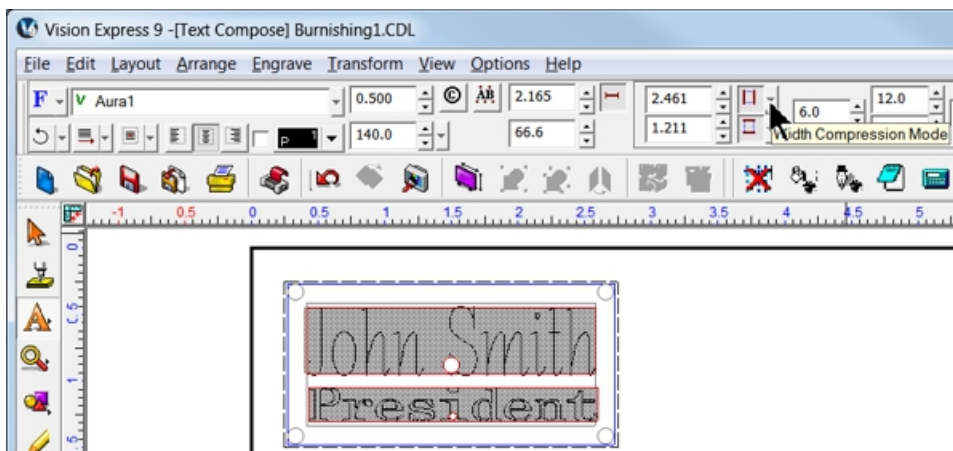 Vision Express 9 -[Text Compose] Burnishing1.CDL
File Edit Layout Arrange Engrave Transform View Options Help
F V Aura1 0.500 © AB 2.165 2.461 6.0 12.0
P 1 140.0 66.6 1.211 Width Compression Mode
-1 0.5 0 0.5 1 1.5 2 2.5 3 3.5 4 4.5 5
0
0.5
1
.5
A
John Smith
President